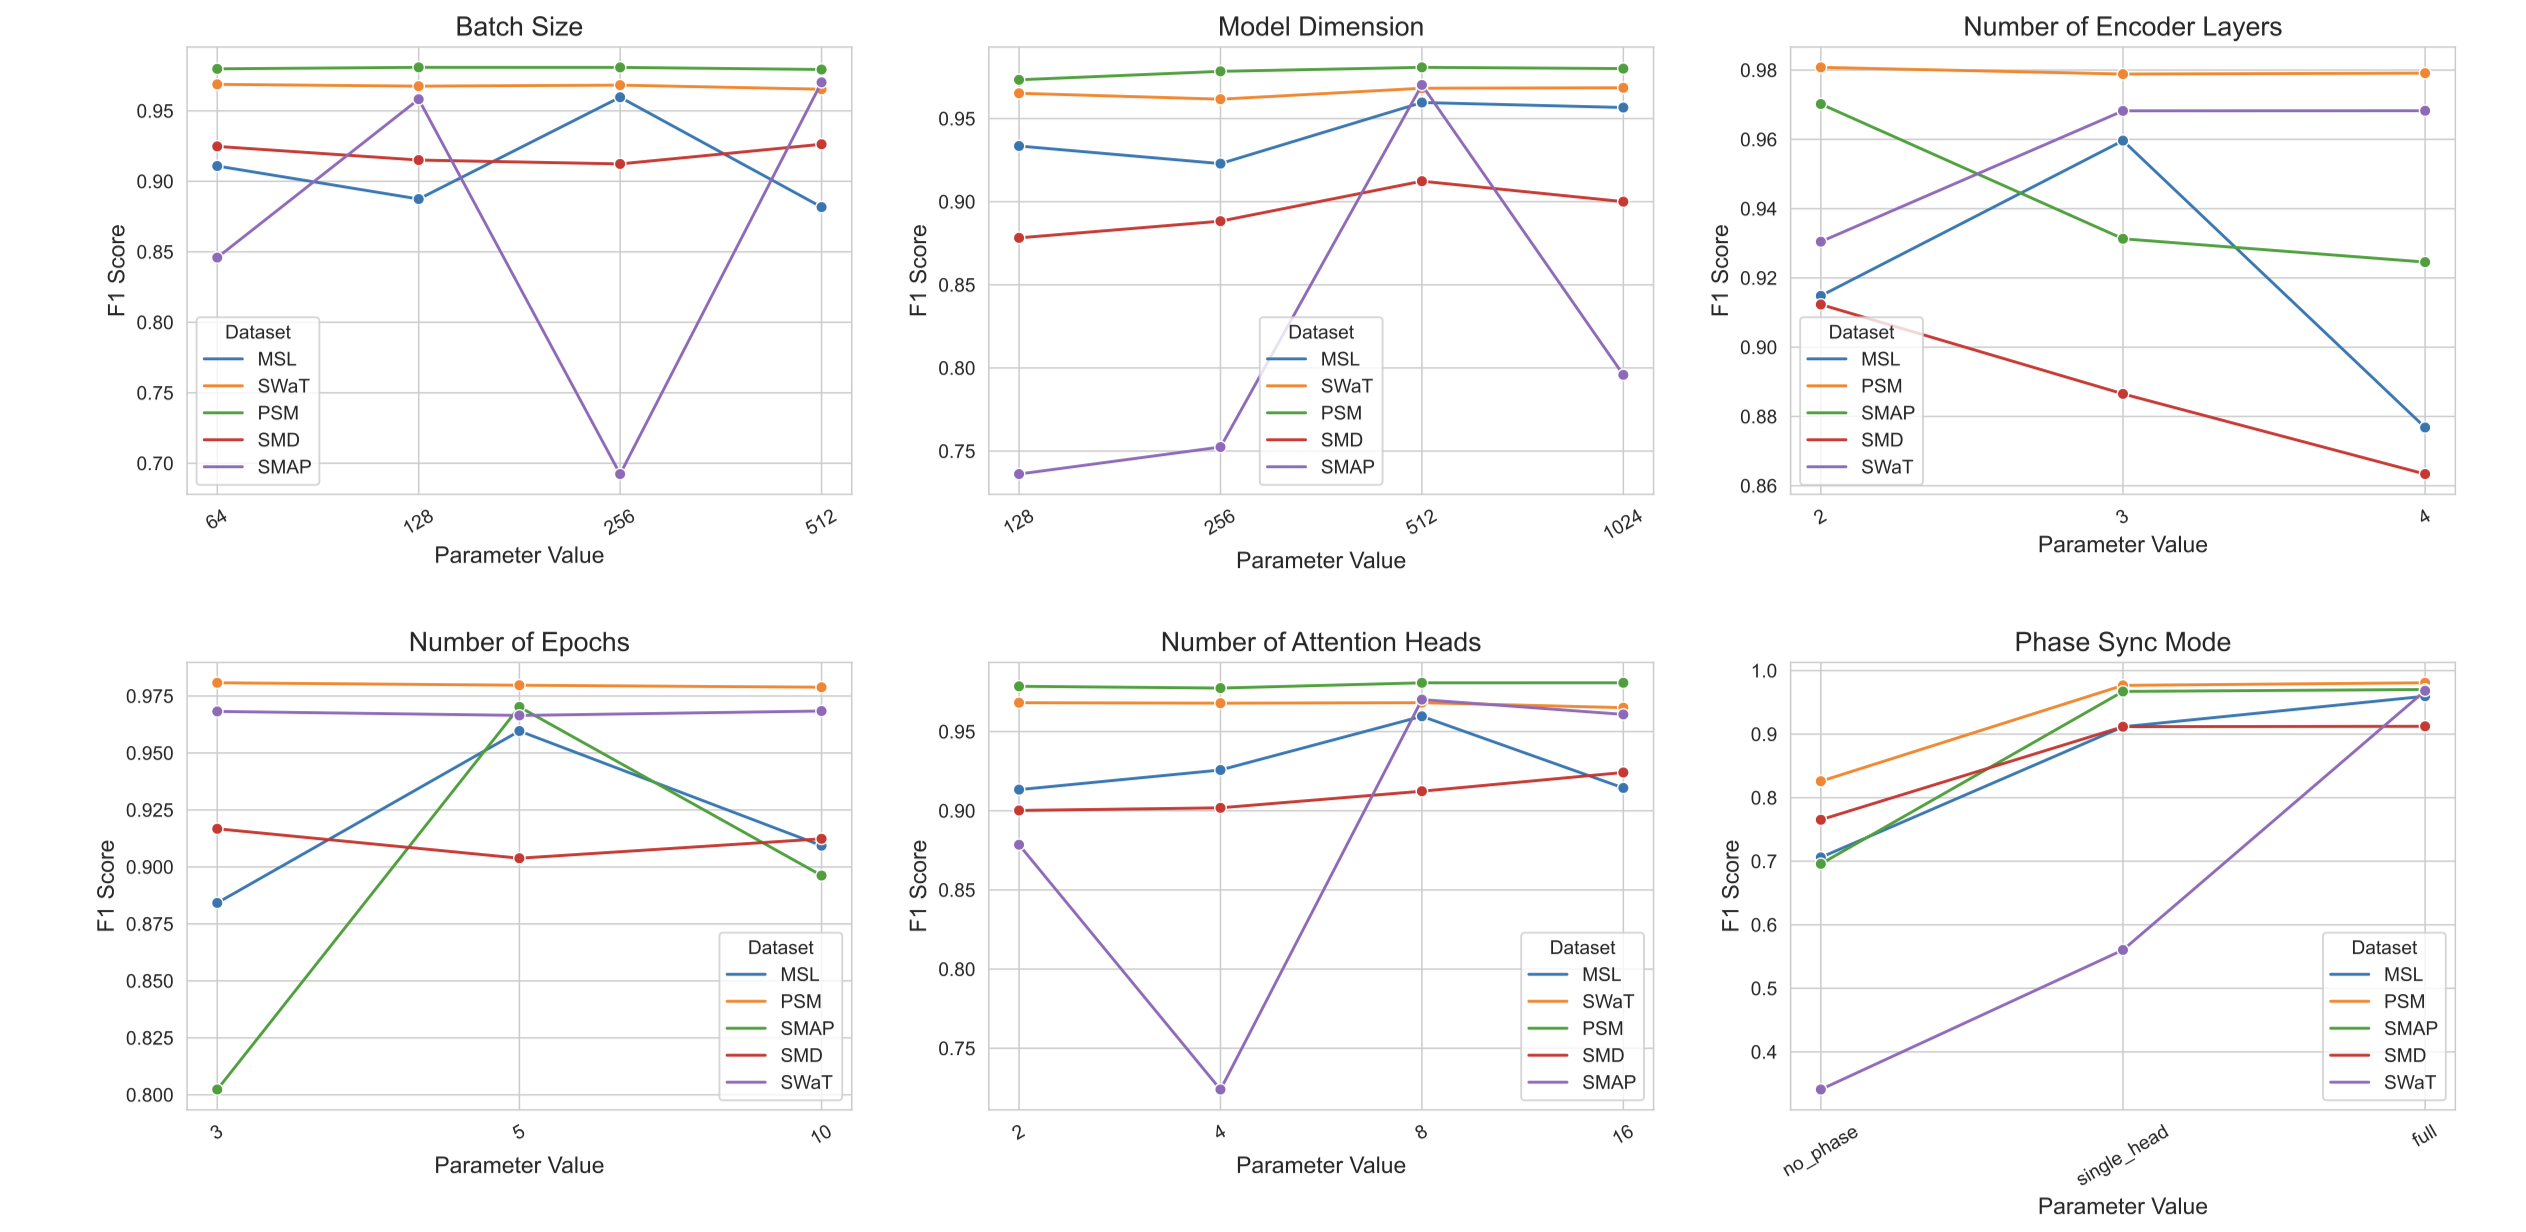 Batch Size
F1 Score
0.95
0.90
0.85
0.80
0.75
0.70
Dataset
MSL
SWaT
PSM
SMD
SMAP
64
128
256
512
Parameter Value
Model Dimension
F1 Score
0.95
0.90
0.85
0.80
0.75
Dataset
MSL
SWaT
PSM
SMD
SMAP
128
256
512
1024
Parameter Value
Number of Encoder Layers
F1 Score
0.98
0.96
0.94
0.92
0.90
0.88
0.86
Dataset
MSL
PSM
SMAP
SMD
SWaT
2
3
4
Parameter Value
Number of Epochs
F1 Score
0.975
0.950
0.925
0.900
0.875
0.850
0.825
0.800
Dataset
MSL
PSM
SMAP
SMD
SWaT
3
5
10
Parameter Value
Number of Attention Heads
F1 Score
0.95
0.90
0.85
0.80
0.75
Dataset
MSL
SWaT
PSM
SMD
SMAP
2
4
8
16
Parameter Value
Phase Sync Mode
F1 Score
1.0
0.9
0.8
0.7
0.6
0.5
0.4
Dataset
MSL
PSM
SMAP
SMD
SWaT
no_phase
single_head
full
Parameter Value